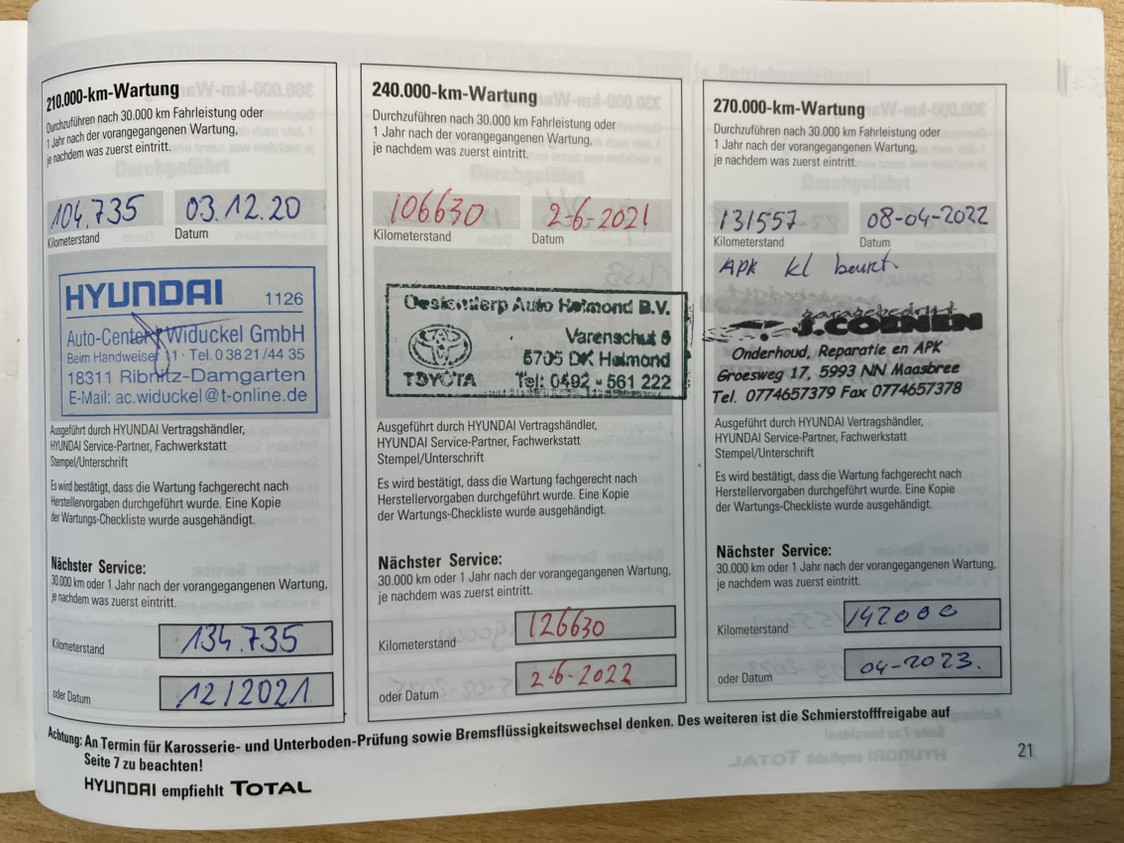 210.000-km-Wartung
Durchzuführen nach 30.000 km Fahrleistung oder
1 Jahr nach der vorangegangenen Wartung,
je nachdem was zuerst eintritt.
104.735 03.12.20
Kilometerstand Datum
HYUNDAI 1126
Auto-Center Widuckel GmbH
Beim Handweiser 11 · Tel. 0 38 21 / 44 35
18311 Ribnitz-Damgarten
E-Mail: ac.widuckel@t-online.de
Ausgeführt durch HYUNDAI Vertragshändler,
HYUNDAI Service-Partner, Fachwerkstatt
Stempel/Unterschrift
Es wird bestätigt, dass die Wartung fachgerecht nach
Herstellervorgaben durchgeführt wurde. Eine Kopie
der Wartungs-Checkliste wurde ausgehändigt.
Nächster Service:
30.000 km oder 1 Jahr nach der vorangegangenen Wartung,
je nachdem was zuerst eintritt.
Kilometerstand 134.735
oder Datum 12/2021
240.000-km-Wartung
Durchzuführen nach 30.000 km Fahrleistung oder
1 Jahr nach der vorangegangenen Wartung,
je nachdem was zuerst eintritt.
106630 2-6-2021
Kilometerstand Datum
Auto Helmond B.V.
Varenschut 6
5705 DK Helmond
TOYOTA Tel: 0492 - 561 222
Ausgeführt durch HYUNDAI Vertragshändler,
HYUNDAI Service-Partner, Fachwerkstatt
Stempel/Unterschrift
Es wird bestätigt, dass die Wartung fachgerecht nach
Herstellervorgaben durchgeführt wurde. Eine Kopie
der Wartungs-Checkliste wurde ausgehändigt.
Nächster Service:
30.000 km oder 1 Jahr nach der vorangegangenen Wartung,
je nachdem was zuerst eintritt.
Kilometerstand 126630
oder Datum 2-6-2022
270.000-km-Wartung
Durchzuführen nach 30.000 km Fahrleistung oder
1 Jahr nach der vorangegangenen Wartung,
je nachdem was zuerst eintritt.
131557 08-04-2022
Kilometerstand Datum
APK kl beurt.
garagebedrijf
J.COENEN
Onderhoud, Reparatie en APK
Groesweg 17, 5993 NN Maasbree
Tel. 0774657379 Fax 0774657378
Ausgeführt durch HYUNDAI Vertragshändler,
HYUNDAI Service-Partner, Fachwerkstatt
Stempel/Unterschrift
Es wird bestätigt, dass die Wartung fachgerecht nach
Herstellervorgaben durchgeführt wurde. Eine Kopie
der Wartungs-Checkliste wurde ausgehändigt.
Nächster Service:
30.000 km oder 1 Jahr nach der vorangegangenen Wartung,
je nachdem was zuerst eintritt.
Kilometerstand 142000
oder Datum 04-2023.
Achtung: An Termin für Karosserie- und Unterboden-Prüfung sowie Bremsflüssigkeitswechsel denken. Des weiteren ist die Schmierstofffreigabe auf
Seite 7 zu beachten!
HYUNDAI empfiehlt TOTAL
21